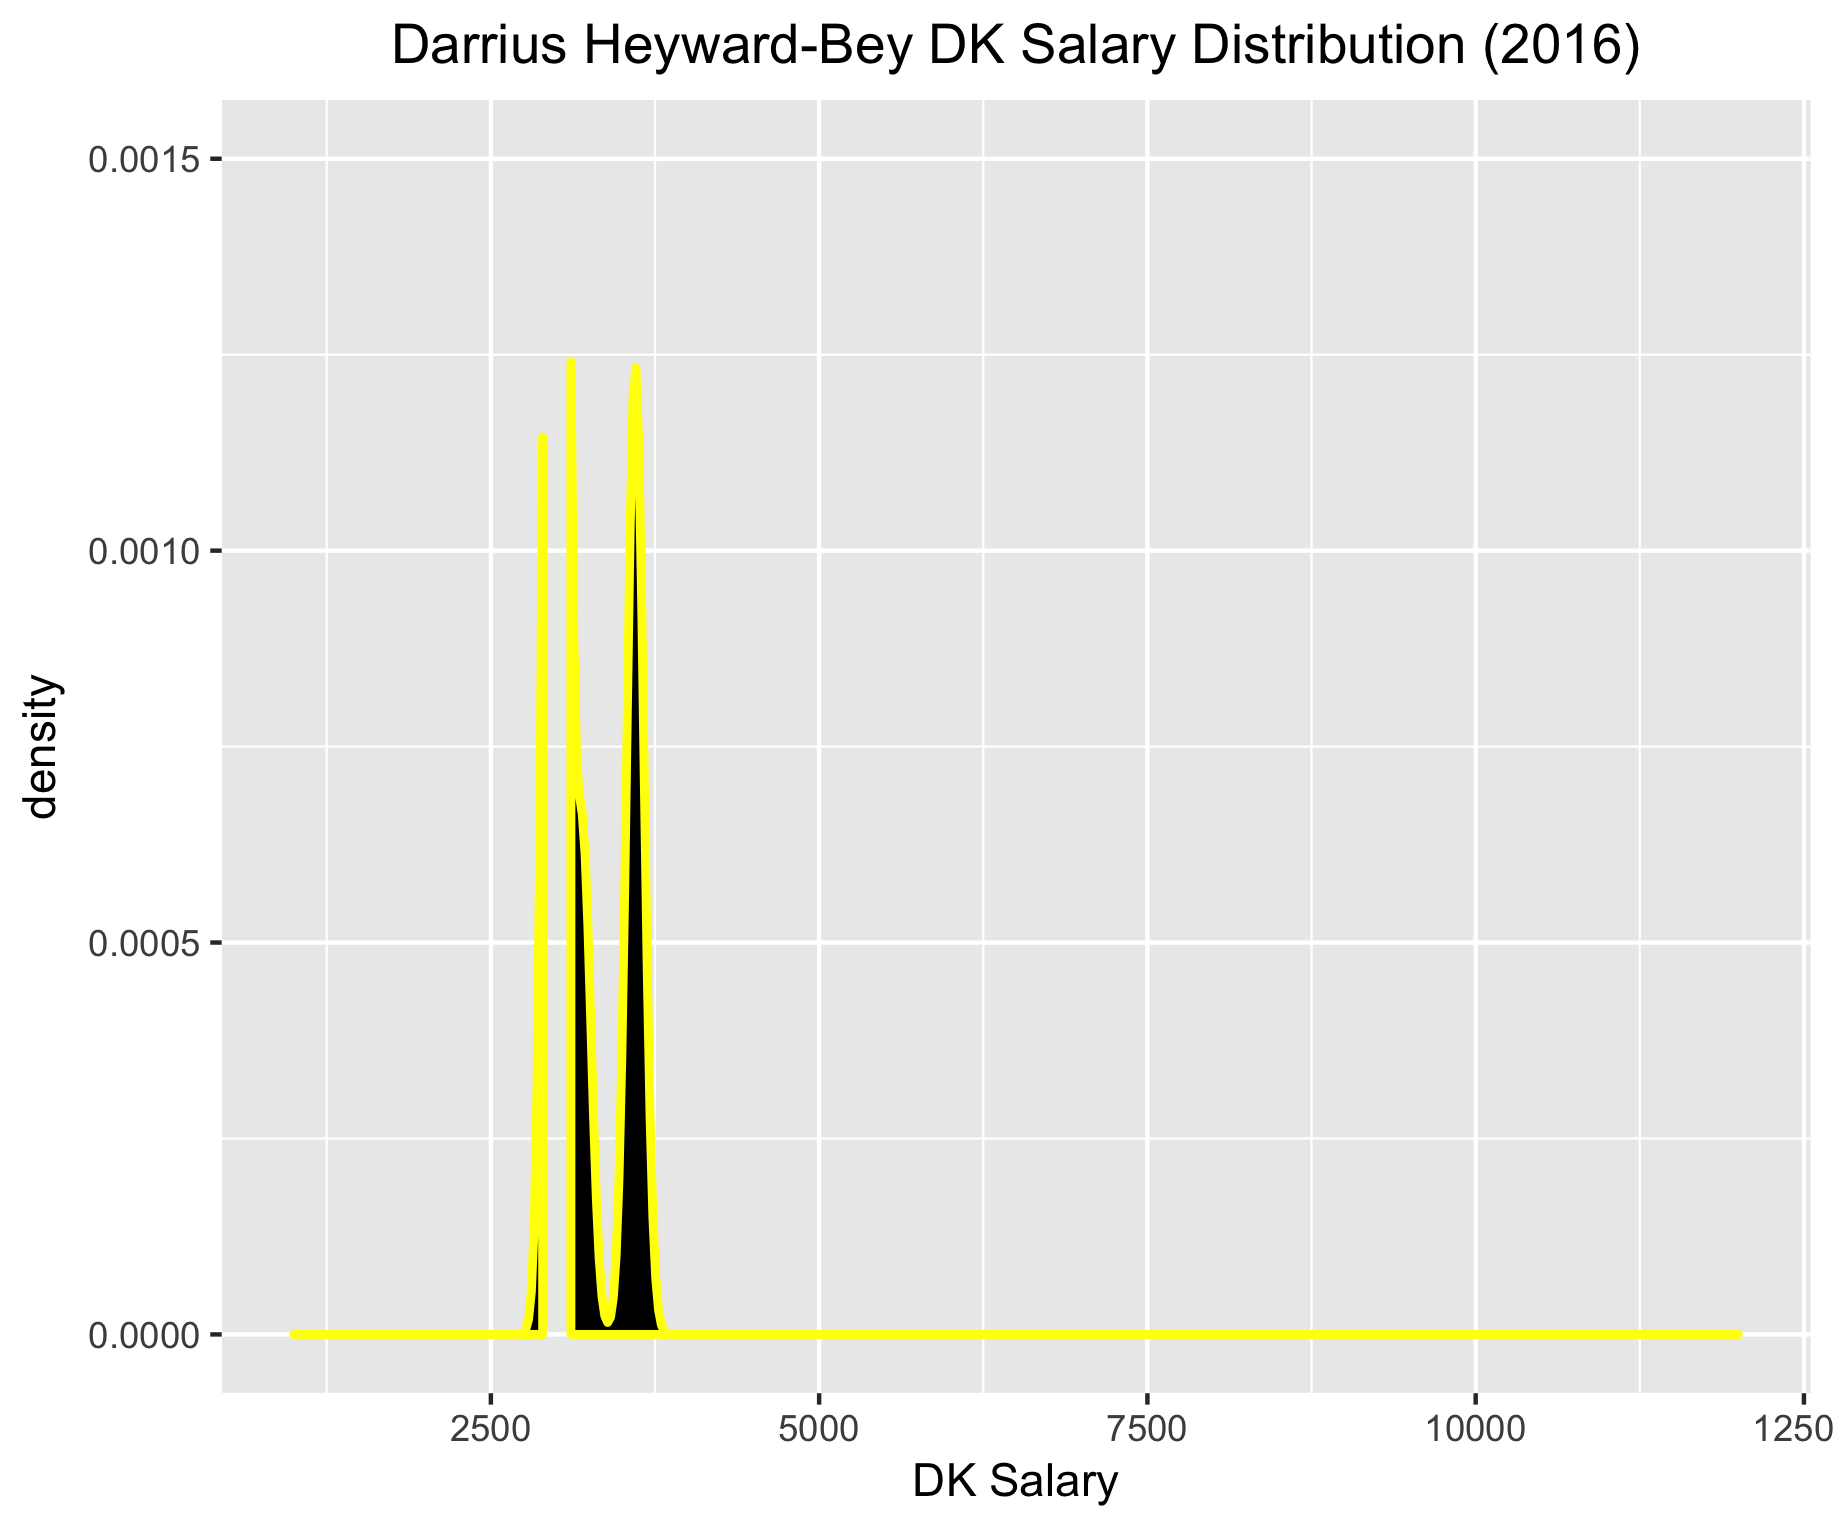 Darrius Heyward-Bey DK Salary Distribution (2016)
0.0015
0.0010
0.0005
0.0000
density
2500 5000 7500 10000 1250
DK Salary